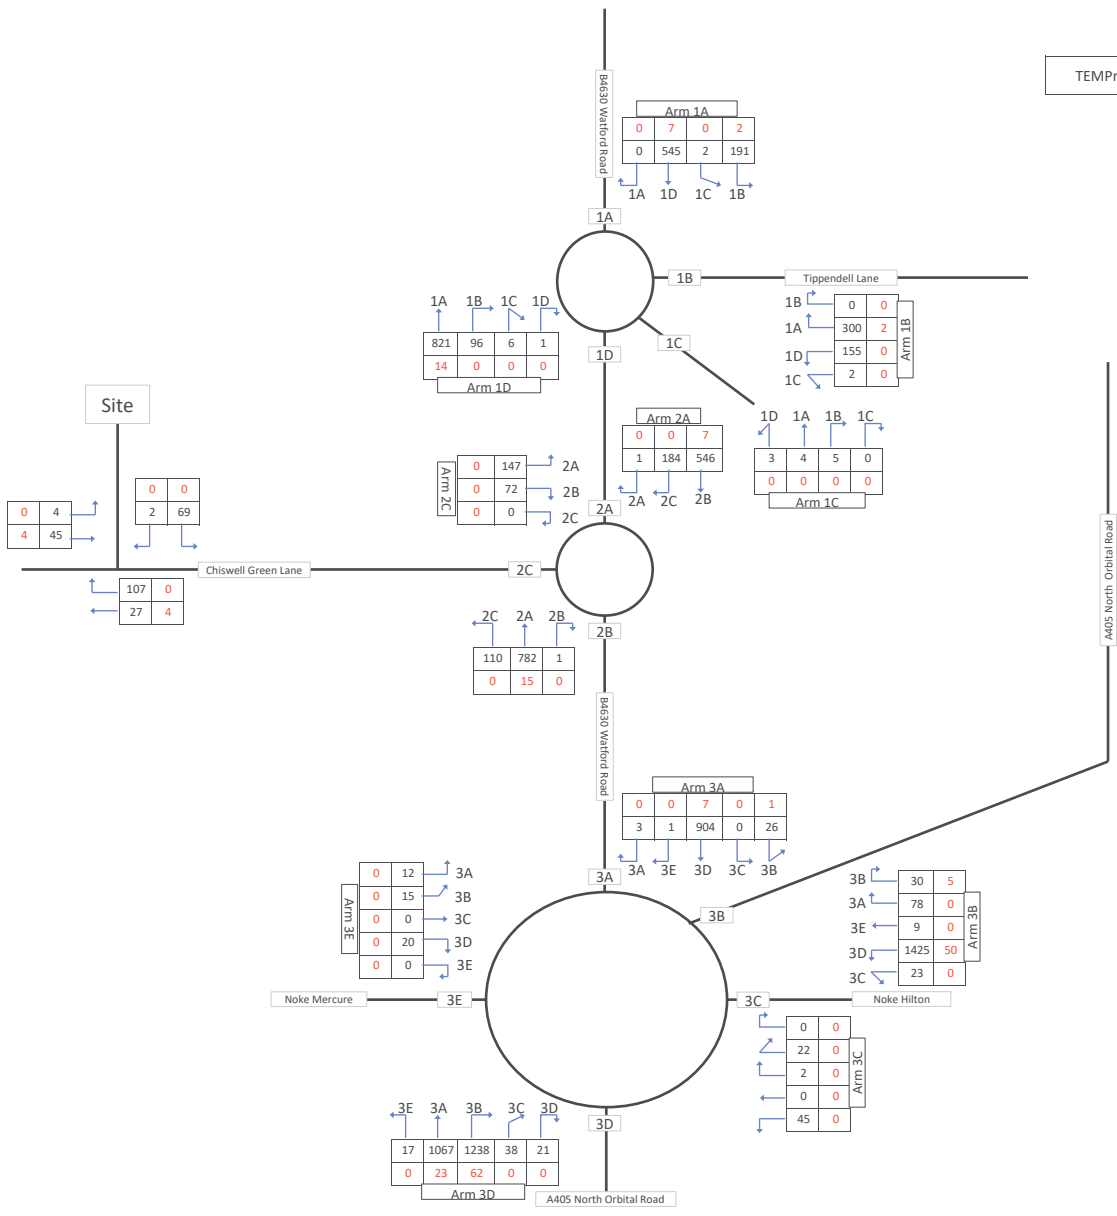 TEMPr
B4630 Watford Road
Arm 1A
0 7 0 2
0 545 2 191
1A 1D 1C 1B
1A
1B
Tippendell Lane
1A 1B 1C 1D
821 96 6 1
14 0 0 0
Arm 1D
1B 0 0
1A 300 2
1D 155 0
1C 2 0
Arm 1B
1D
1C
Site
Arm 2A
0 0 7
1 184 546
2A 2C 2B
1D 1A 1B 1C
3 4 5 0
0 0 0 0
Arm 1C
Arm 2C
0 147 2A
0 72 2B
0 0 2C
2A
0 4
4 45
0 0
2 69
Chiswell Green Lane
2C
107 0
27 4
A405 North Orbital Road
2C 2A 2B
110 782 1
0 15 0
2B
B4630 Watford Road
Arm 3A
0 0 7 0 1
3 1 904 0 26
3A 3E 3D 3C 3B
3A
3B
Arm 3E
0 12 3A
0 15 3B
0 0 3C
0 20 3D
0 0 3E
3B 30 5
3A 78 0
3E 9 0
3D 1425 50
3C 23 0
Arm 3B
Noke Mercure
3E
3C
Noke Hilton
0 0
22 0
2 0
0 0
45 0
Arm 3C
3E 3A 3B 3C 3D
17 1067 1238 38 21
0 23 62 0 0
Arm 3D
3D
A405 North Orbital Road